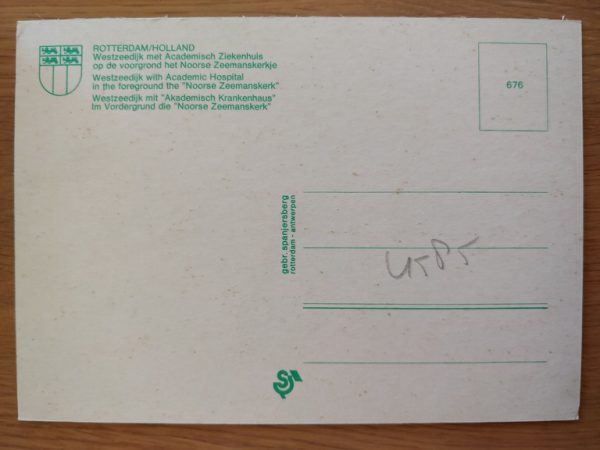 ROTTERDAM/HOLLAND
Westzeedijk met Academisch Ziekenhuis
op de voorgrond het Noorse Zeemanskerkje
Westzeedijk with Academic Hospital
in the foreground the "Noorse Zeemanskerk"
Westzeedijk mit "Akademisch Krankenhaus"
Im Vordergrund die "Noorse Zeemanskerk"
676
gebr. spanjersberg
rotterdam - antwerpen